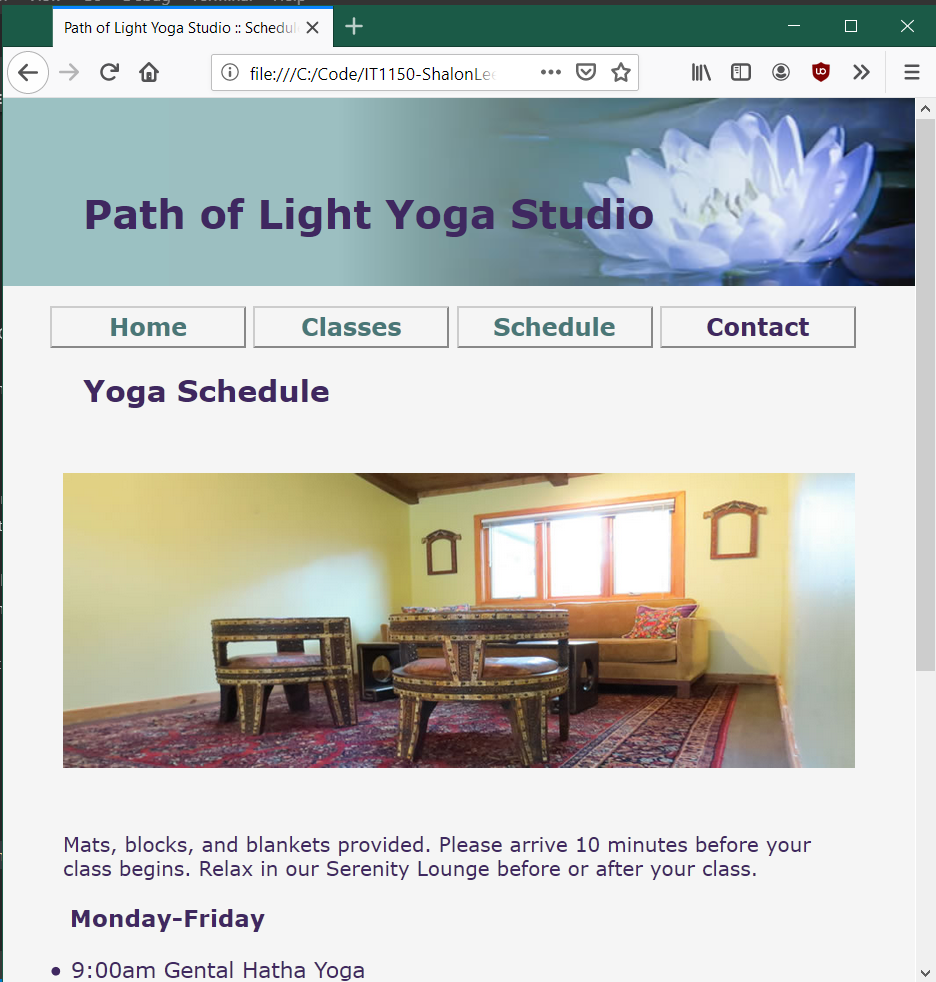 Path of Light Yoga Studio :: Schedul
file:///C:/Code/IT1150-ShalonLee
Path of Light Yoga Studio
Home Classes Schedule Contact
Yoga Schedule
Mats, blocks, and blankets provided. Please arrive 10 minutes before your
class begins. Relax in our Serenity Lounge before or after your class.
Monday-Friday
• 9:00am Gental Hatha Yoga